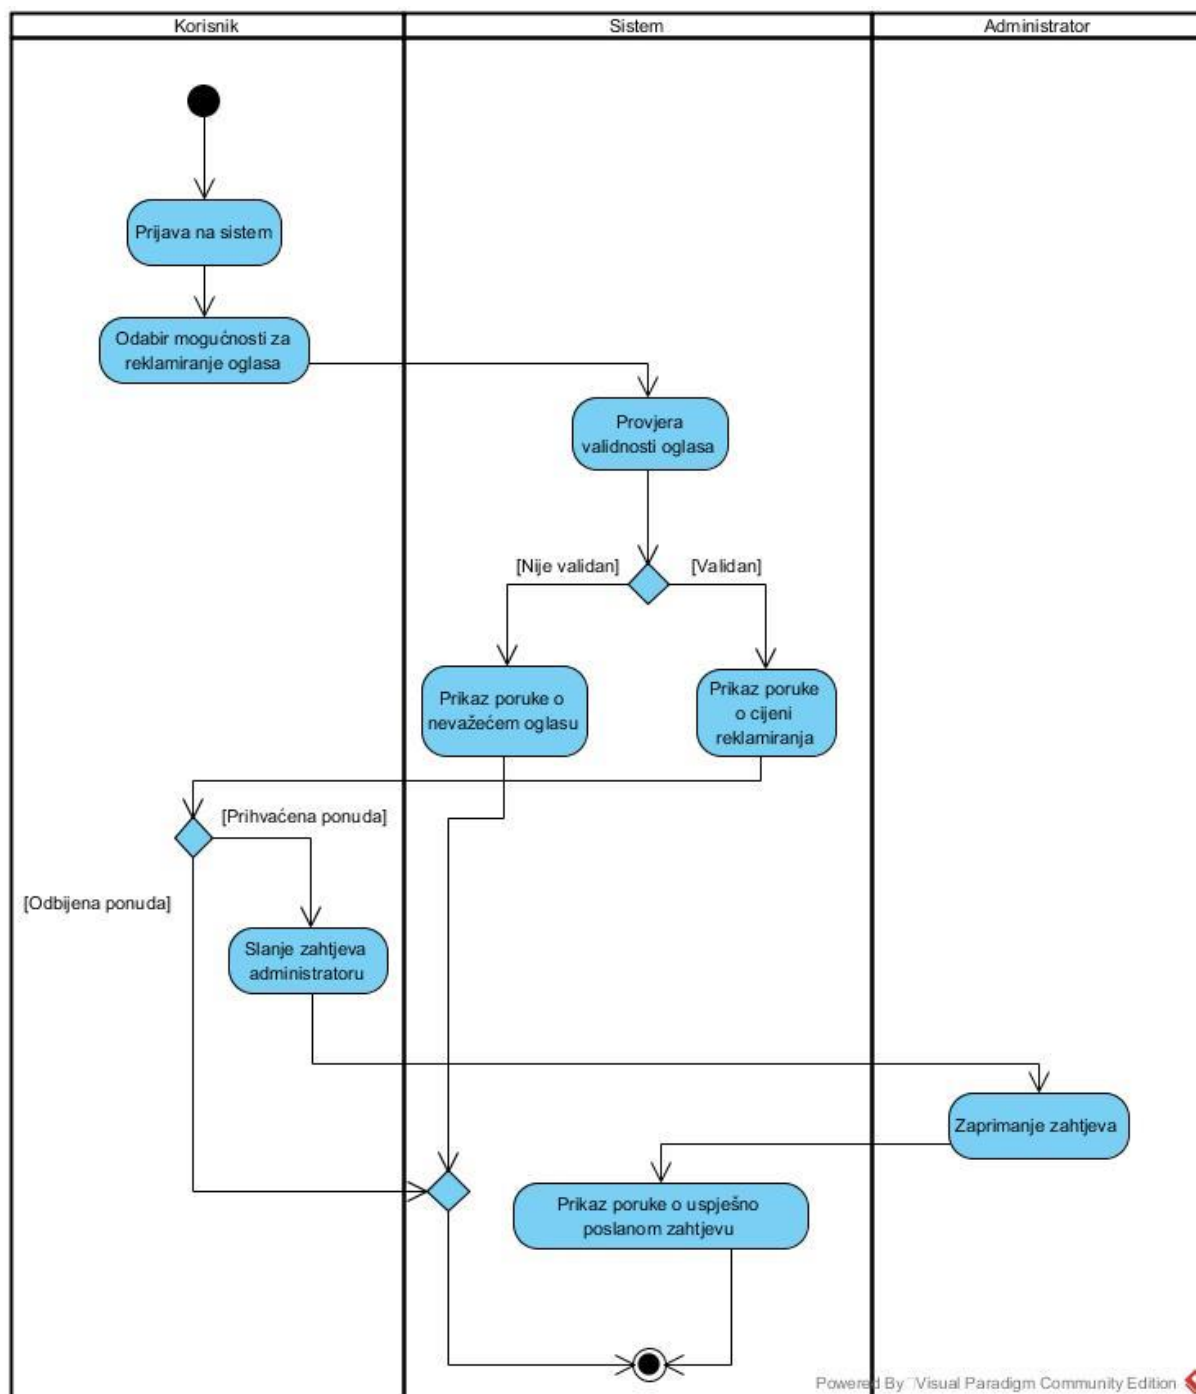 Korisnik
Sistem
Administrator
Prijava na sistem
Odabir mogućnosti za
reklamiranje oglasa
Provjera
validnosti oglasa
[Nije validan]
[Validan]
Prikaz poruke o
nevažećem oglasu
Prikaz poruke
o cijeni
reklamiranja
[Prihvaćena ponuda]
[Odbijena ponuda]
Slanje zahtjeva
administratoru
Zaprimanje zahtjeva
Prikaz poruke o uspješno
poslanom zahtjevu
Powered By Visual Paradigm Community Edition